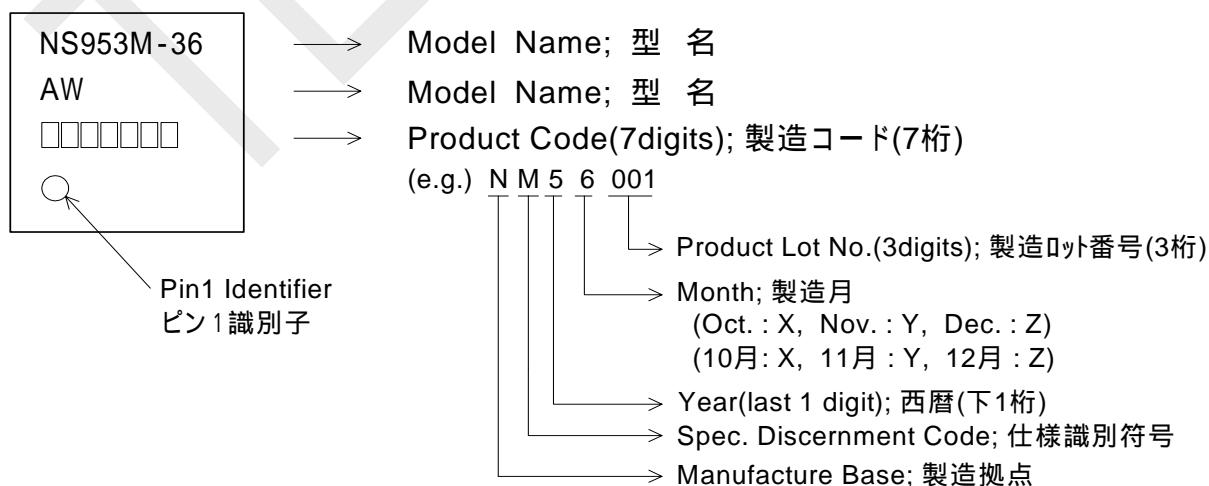 NS953M-36
Model Name; 型 名
AW
Model Name; 型 名
□□□□□□□
Product Code(7digits); 製造コード(7桁)
(e.g.) N M 5 6 001
Product Lot No.(3digits); 製造ﾛｯﾄ番号(3桁)
Month; 製造月
(Oct. : X, Nov. : Y, Dec. : Z)
(10月: X, 11月 : Y, 12月 : Z)
Year(last 1 digit); 西暦(下1桁)
Spec. Discernment Code; 仕様識別符号
Manufacture Base; 製造拠点
Pin1 Identifier
ピン1識別子